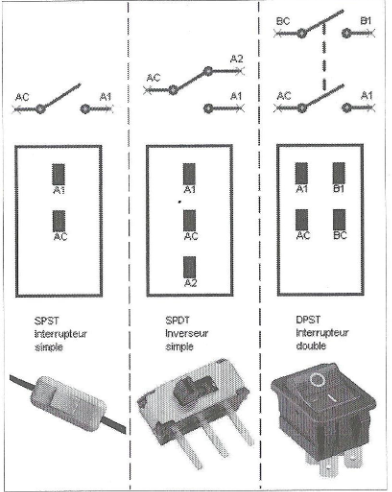 AC A1
A1
AC
SPST
Interrupteur
simple
AC A2
A1
A1
AC
A2
SPDT
Inverseur
simple
BC B1
AC A1
A1 B1
AC BC
DPST
Interrupteur
double
O
I